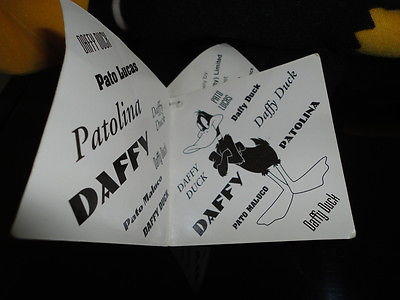 DAFFY DUCK
Pato Lucas
Patolina
Daffy
Duck
DAFFY
Daffy Duck
Pato Maluco
DAFFY DUCK
Limited
PATO
LUCAS
Daffy Duck
Daffy Duck
PATOLINA
DAFFY
DUCK
DAFFY
PATO MALUCO
Daffy Duck